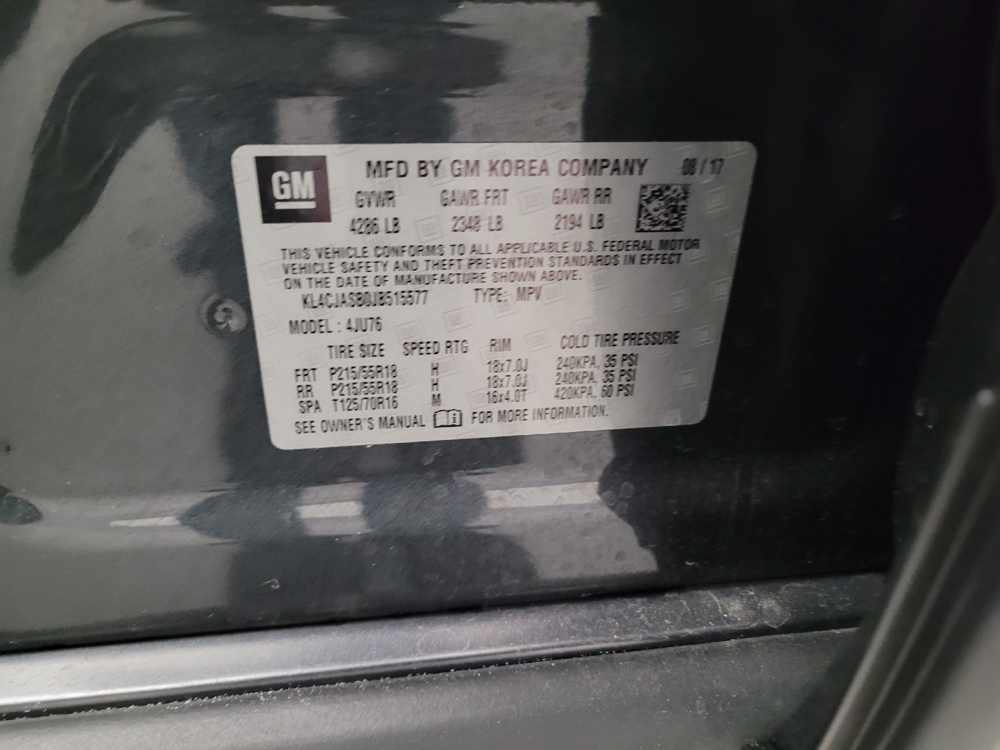 GM MFD BY GM KOREA COMPANY 08 / 17
GVWR GAWR FRT GAWR RR
4286 LB 2348 LB 2194 LB
THIS VEHICLE CONFORMS TO ALL APPLICABLE U.S. FEDERAL MOTOR
VEHICLE SAFETY AND THEFT PREVENTION STANDARDS IN EFFECT
ON THE DATE OF MANUFACTURE SHOWN ABOVE.
KL4CJASB0JB515577 TYPE: MPV
MODEL : 4JU76
TIRE SIZE SPEED RTG RIM COLD TIRE PRESSURE
FRT P215/55R18 H 18x7.0J 240KPA, 35 PSI
RR P215/55R18 H 18x7.0J 240KPA, 35 PSI
SPA T125/70R16 M 16x4.0T 420KPA, 60 PSI
SEE OWNER'S MANUAL FOR MORE INFORMATION.